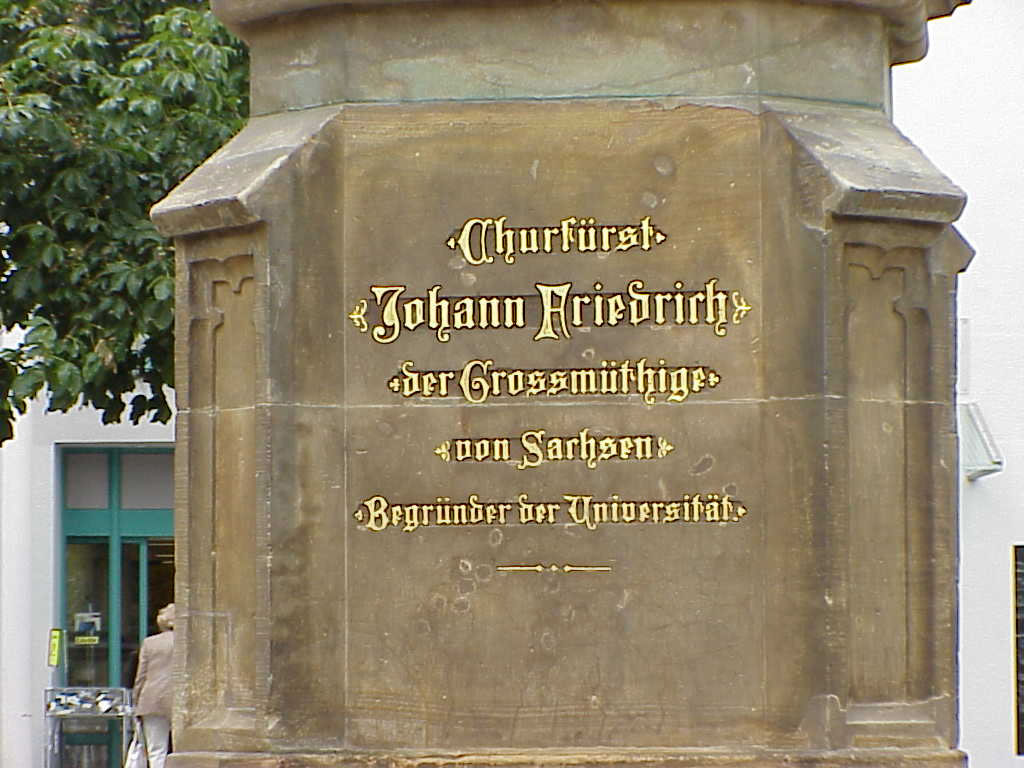 Churfürst
Johann Friedrich
der Grossmüthige
von Sachsen
Begründer der Universität.